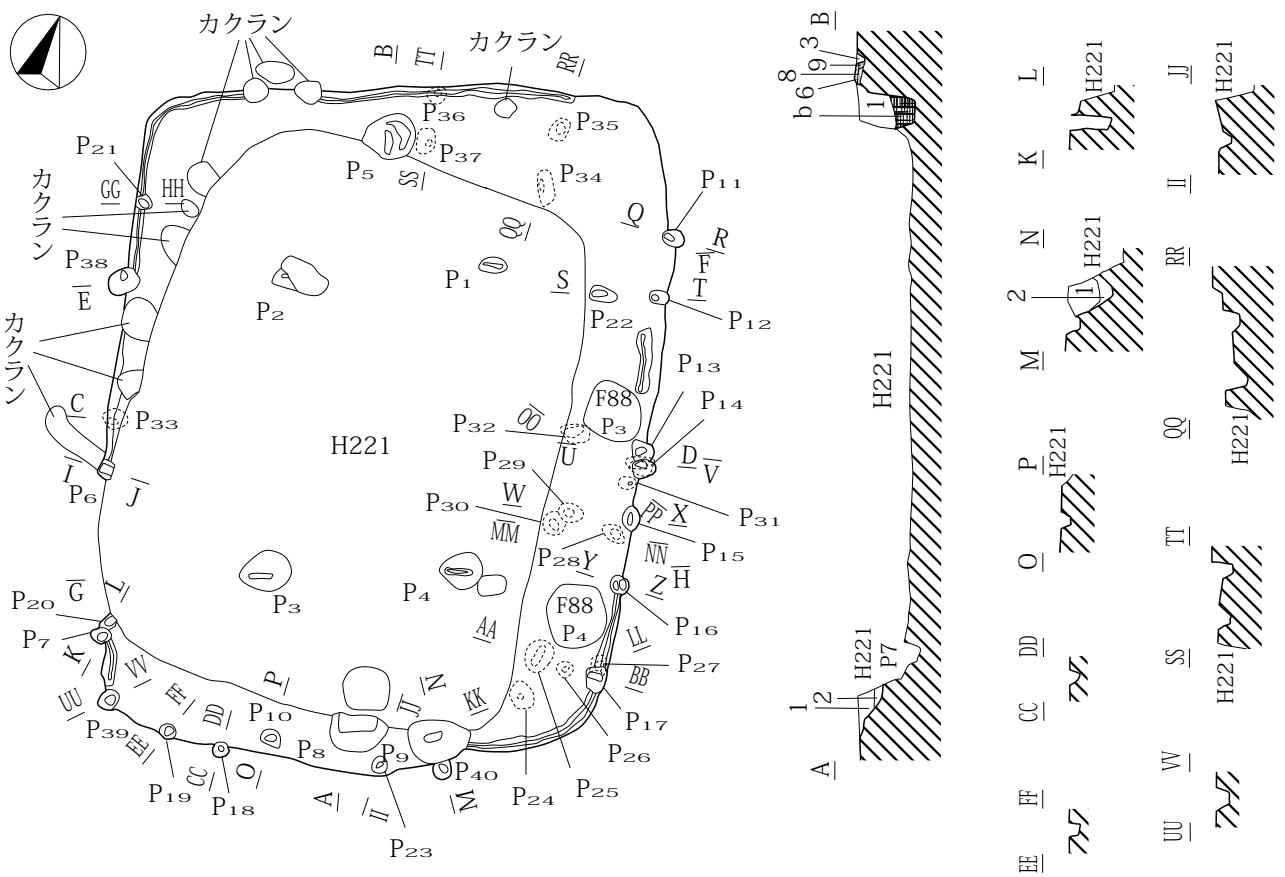 カクラン
カクラン
B
TT
RR
P36
P35
P37
P21
P5
SS
P34
GG
HH
カクラン
P11
Q
QQ
R
F
P38
E
P2
P1
S
T
P22
P12
カクラン
P13
F88
P3
P14
C
P33
OO
P32
U
H221
D
V
I
J
P6
P29
W
P30
MM
PP
X
P31
P28
P15
NN
H
Y
Z
P3
P4
F88
P4
P16
G
L
P20
P7
K
AA
LL
P27
BB
VV
UU
FF
P
DD
P10
JJ
N
KK
P17
P39
EE
P8
P9
P26
CC
O
P40
P25
P19
P18
A
II
M
P24
P23
B
3
9
8
6
b
1
H221
H221
P7
2
1
A
L
H221
K
N
H221
2
1
M
P
H221
O
DD
CC
FF
EE
JJ
H221
II
RR
QQ
H221
TT
SS
H221
VV
UU